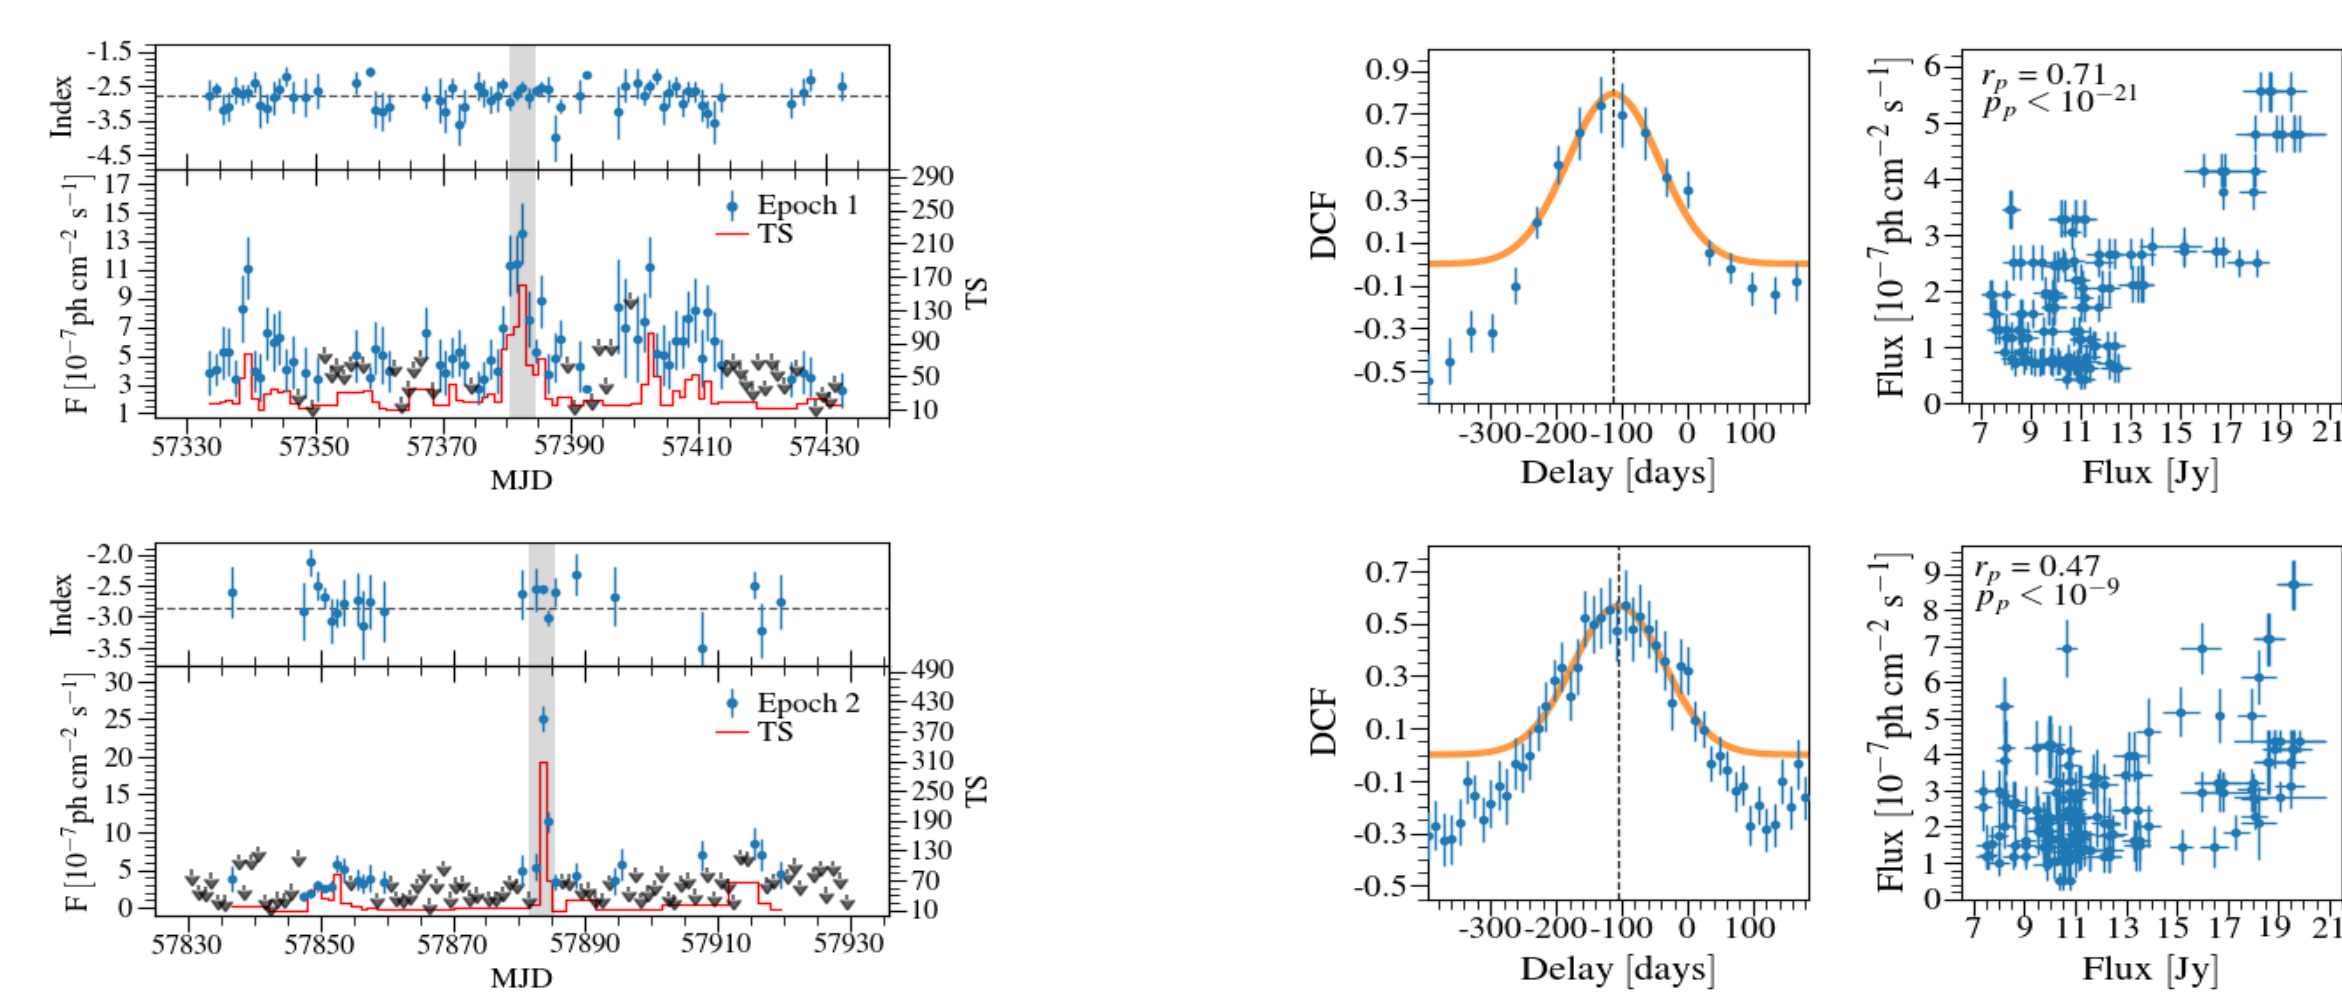 -1.5
-2.5
-3.5
-4.5
Index
17
15
13
11
9
7
5
3
1
F [10⁻⁷ph cm⁻² s⁻¹]
290
250
210
170
130
90
50
10
TS
Epoch 1
TS
57330 57350 57370 57390 57410 57430
MJD
0.9
0.7
0.5
0.3
0.1
-0.1
-0.3
-0.5
DCF
-300 -200 -100 0 100
Delay [days]
6
5
4
3
2
1
0
Flux [10⁻⁷ph cm⁻² s⁻¹]
rₚ = 0.71
pₚ < 10⁻²¹
7 9 11 13 15 17 19 21
Flux [Jy]
-2.0
-2.5
-3.0
-3.5
Index
30
25
20
15
10
5
0
F [10⁻⁷ph cm⁻² s⁻¹]
490
430
370
310
250
190
130
70
10
TS
Epoch 2
TS
57830 57850 57870 57890 57910 57930
MJD
0.7
0.5
0.3
0.1
-0.1
-0.3
-0.5
DCF
-300 -200 -100 0 100
Delay [days]
9
8
7
6
5
4
3
2
1
0
Flux [10⁻⁷ph cm⁻² s⁻¹]
rₚ = 0.47
pₚ < 10⁻⁹
7 9 11 13 15 17 19 21
Flux [Jy]